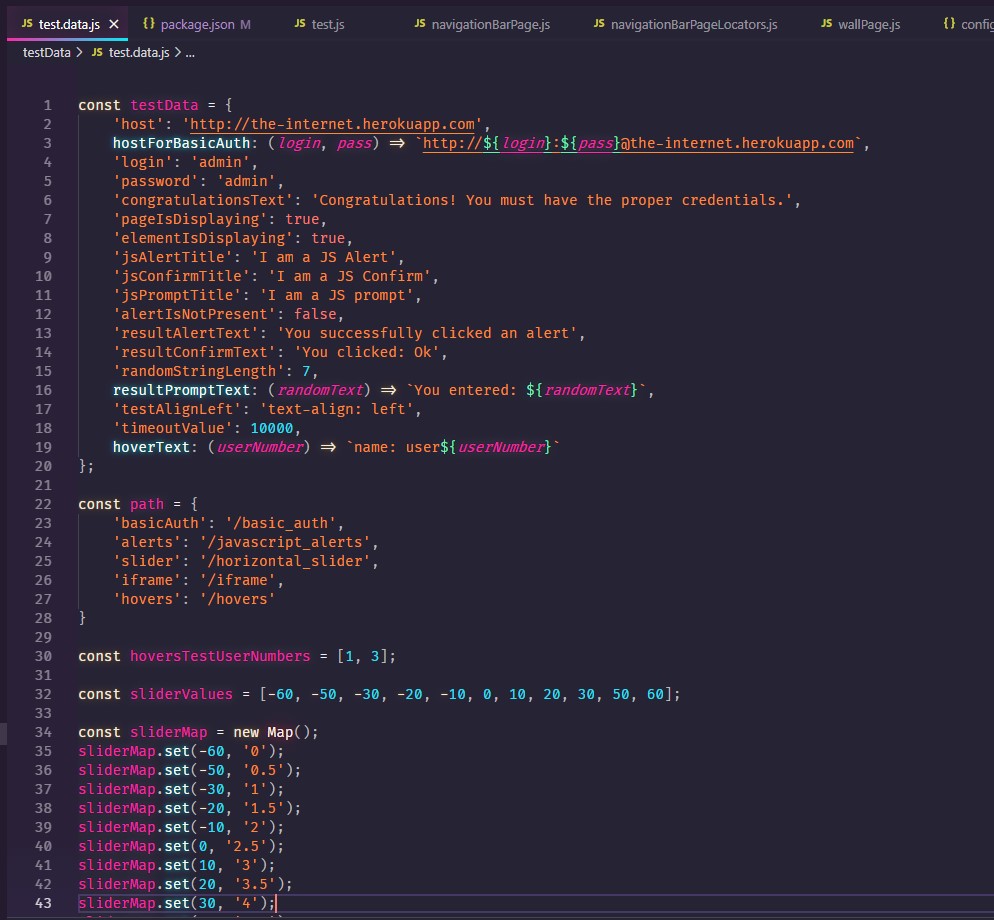 JS test.data.js ×
{} package.json M
JS test.js
JS navigationBarPage.js
JS navigationBarPageLocators.js
JS wallPage.js
{} config
testData > JS test.data.js > ...
1 const testData = {
2 'host': 'http://the-internet.herokuapp.com',
3 hostForBasicAuth: (login, pass) => `http://${login}:${pass}@the-internet.herokuapp.com`,
4 'login': 'admin',
5 'password': 'admin',
6 'congratulationsText': 'Congratulations! You must have the proper credentials.',
7 'pageIsDisplaying': true,
8 'elementIsDisplaying': true,
9 'jsAlertTitle': 'I am a JS Alert',
10 'jsConfirmTitle': 'I am a JS Confirm',
11 'jsPromptTitle': 'I am a JS prompt',
12 'alertIsNotPresent': false,
13 'resultAlertText': 'You successfully clicked an alert',
14 'resultConfirmText': 'You clicked: Ok',
15 'randomStringLength': 7,
16 resultPromptText: (randomText) => `You entered: ${randomText}`,
17 'testAlignLeft': 'text-align: left',
18 'timeoutValue': 10000,
19 hoverText: (userNumber) => `name: user${userNumber}`
20 };
21
22 const path = {
23 'basicAuth': '/basic_auth',
24 'alerts': '/javascript_alerts',
25 'slider': '/horizontal_slider',
26 'iframe': '/iframe',
27 'hovers': '/hovers'
28 }
29
30 const hoversTestUserNumbers = [1, 3];
31
32 const sliderValues = [-60, -50, -30, -20, -10, 0, 10, 20, 30, 50, 60];
33
34 const sliderMap = new Map();
35 sliderMap.set(-60, '0');
36 sliderMap.set(-50, '0.5');
37 sliderMap.set(-30, '1');
38 sliderMap.set(-20, '1.5');
39 sliderMap.set(-10, '2');
40 sliderMap.set(0, '2.5');
41 sliderMap.set(10, '3');
42 sliderMap.set(20, '3.5');
43 sliderMap.set(30, '4');